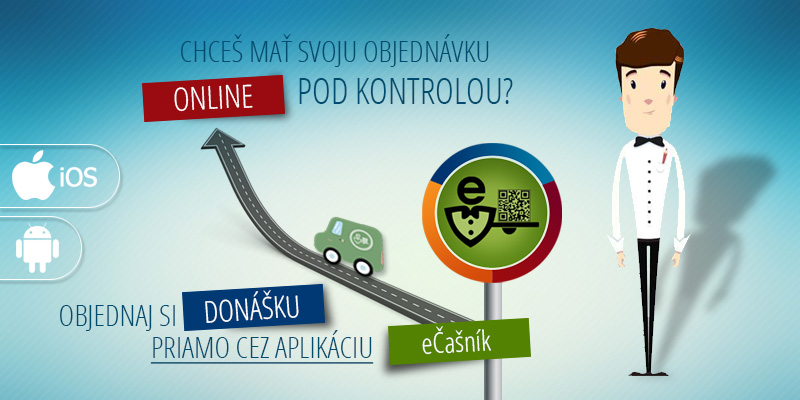 CHCEŠ MAŤ SVOJU OBJEDNÁVKU
ONLINE POD KONTROLOU?
iOS
e
OBJEDNAJ SI DONÁŠKU
PRIAMO CEZ APLIKÁCIU eČašník